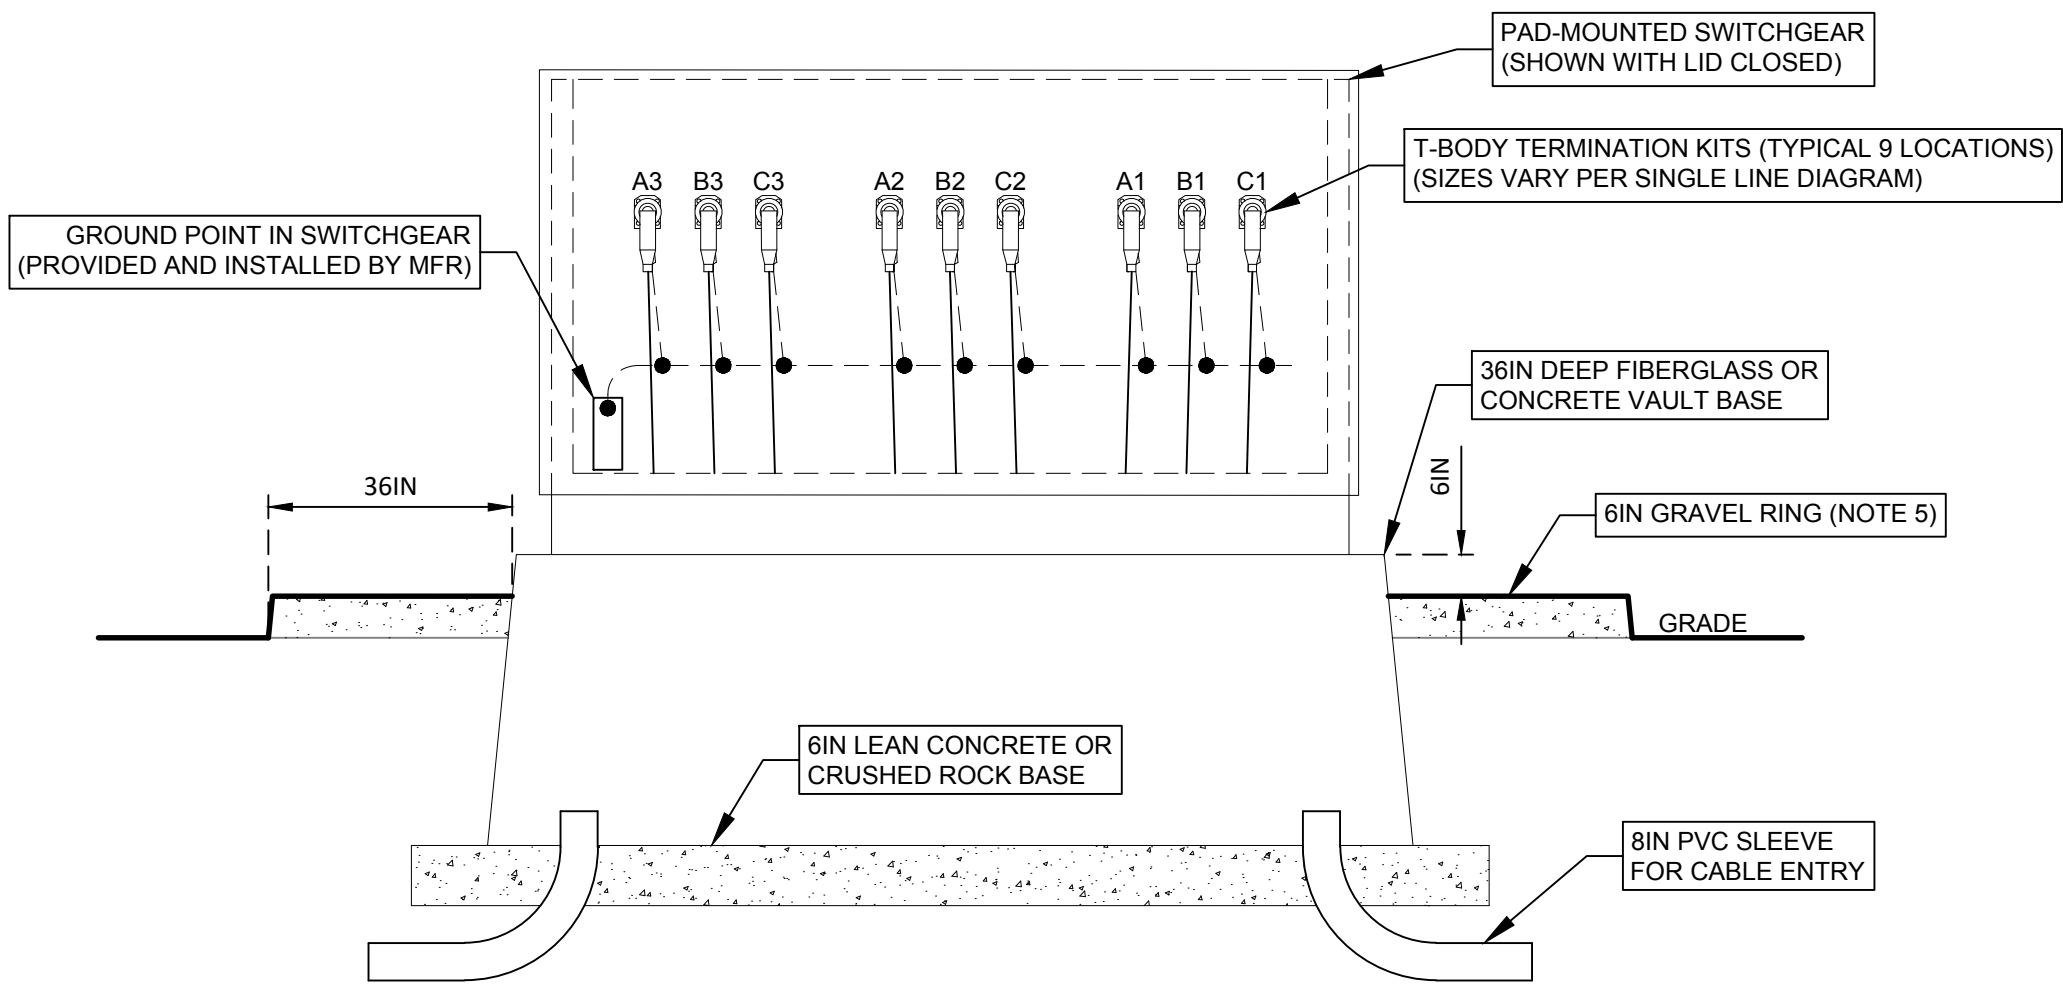 PAD-MOUNTED SWITCHGEAR
(SHOWN WITH LID CLOSED)
T-BODY TERMINATION KITS (TYPICAL 9 LOCATIONS)
(SIZES VARY PER SINGLE LINE DIAGRAM)
A3 B3 C3 A2 B2 C2 A1 B1 C1
GROUND POINT IN SWITCHGEAR
(PROVIDED AND INSTALLED BY MFR)
36IN DEEP FIBERGLASS OR
CONCRETE VAULT BASE
36IN
6IN
6IN GRAVEL RING (NOTE 5)
GRADE
6IN LEAN CONCRETE OR
CRUSHED ROCK BASE
8IN PVC SLEEVE
FOR CABLE ENTRY